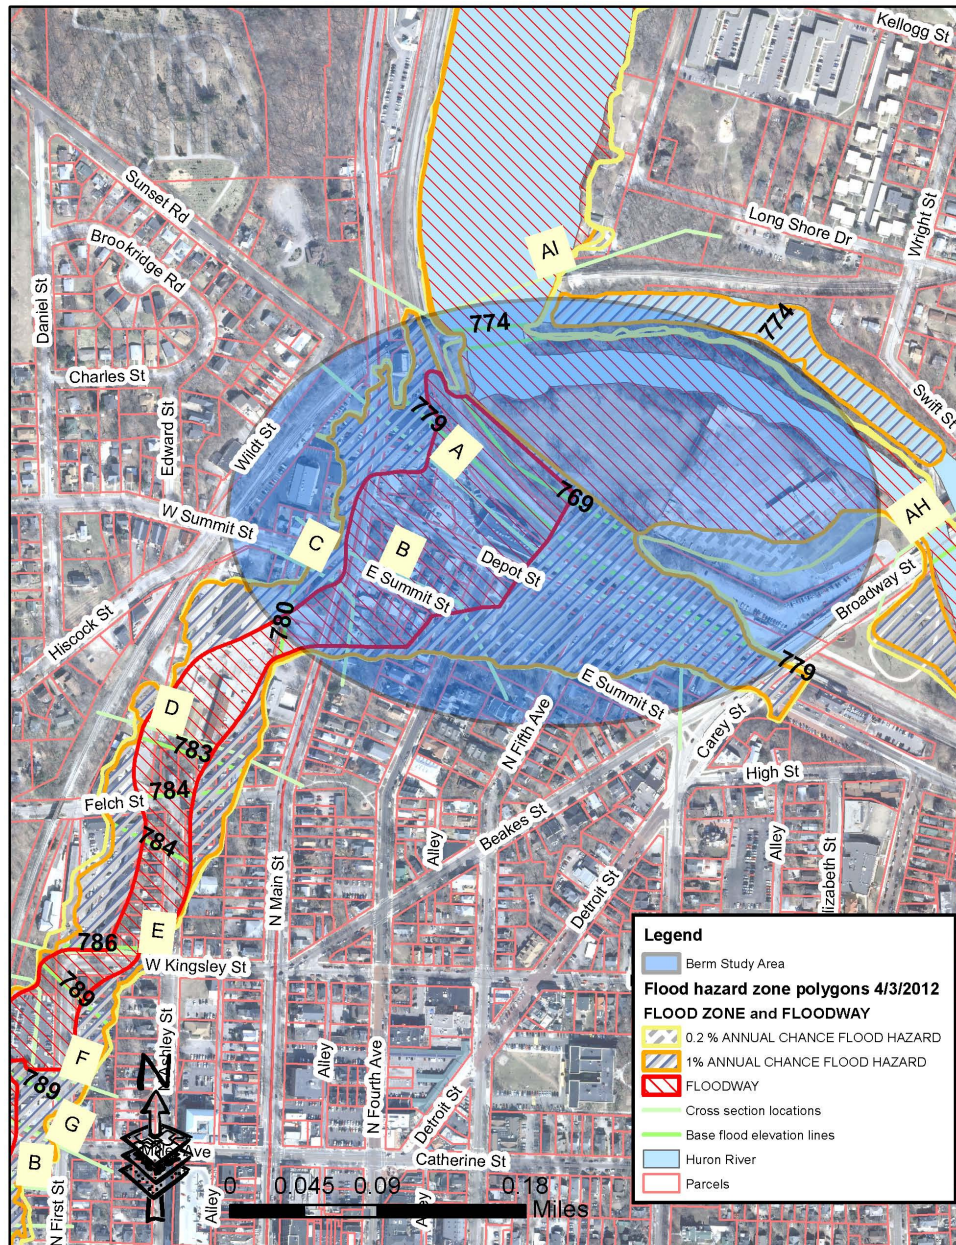 Kellogg St
Sunset Rd
Brookridge Rd
Daniel St
Wright St
Long Shore Dr
AI
774
774
Charles St
Edward St
Swift St
779
Wildt St
A
769
W Summit St
AH
C
B
Depot St
E Summit St
Broadway St
Hiscock St
780
779
E Summit St
D
N Fifth Ave
Carey St
783
High St
784
Felch St
Alley
Beakes St
Alley
784
N Main St
Detroit St
lizabeth St
E
786
W Kingsley St
789
Ashley St
Alley
N Fourth Ave
F
789
N
G
Detroit St
Catherine St
B
N First St
Alley
Alley
0 0.045 0.09 0.18
Miles
Legend
Berm Study Area
Flood hazard zone polygons 4/3/2012
FLOOD ZONE and FLOODWAY
0.2 % ANNUAL CHANCE FLOOD HAZARD
1% ANNUAL CHANCE FLOOD HAZARD
FLOODWAY
Cross section locations
Base flood elevation lines
Huron River
Parcels